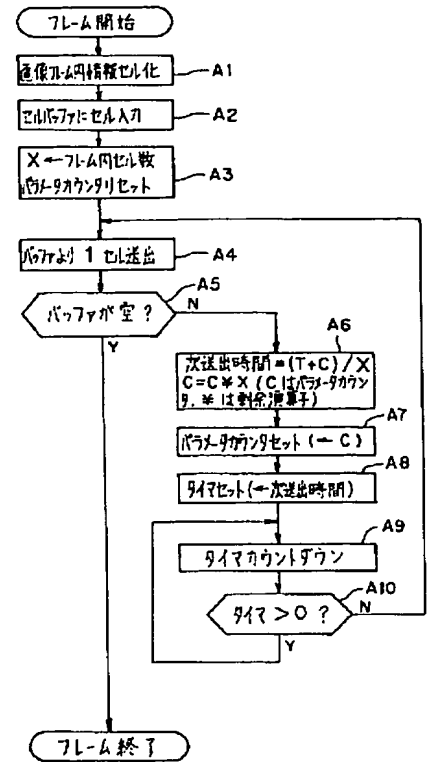 フレーム開始
画像フレーム内情報セル化
A1
セルバッファにセル入力
A2
X←フレーム内セル数
パラメータカウンタリセット
A3
バッファより 1 セル送出
A4
A5
バッファが空?
N
Y
A6
次送出時間=(T+C)/X
C=C※X (Cはパラメータカウン
タ, ※は剰余演算子)
A7
パラメータカウンタセット (←C)
A8
タイマセット(←次送出時間)
A9
タイマカウントダウン
A10
タイマ>0?
N
Y
フレーム終了